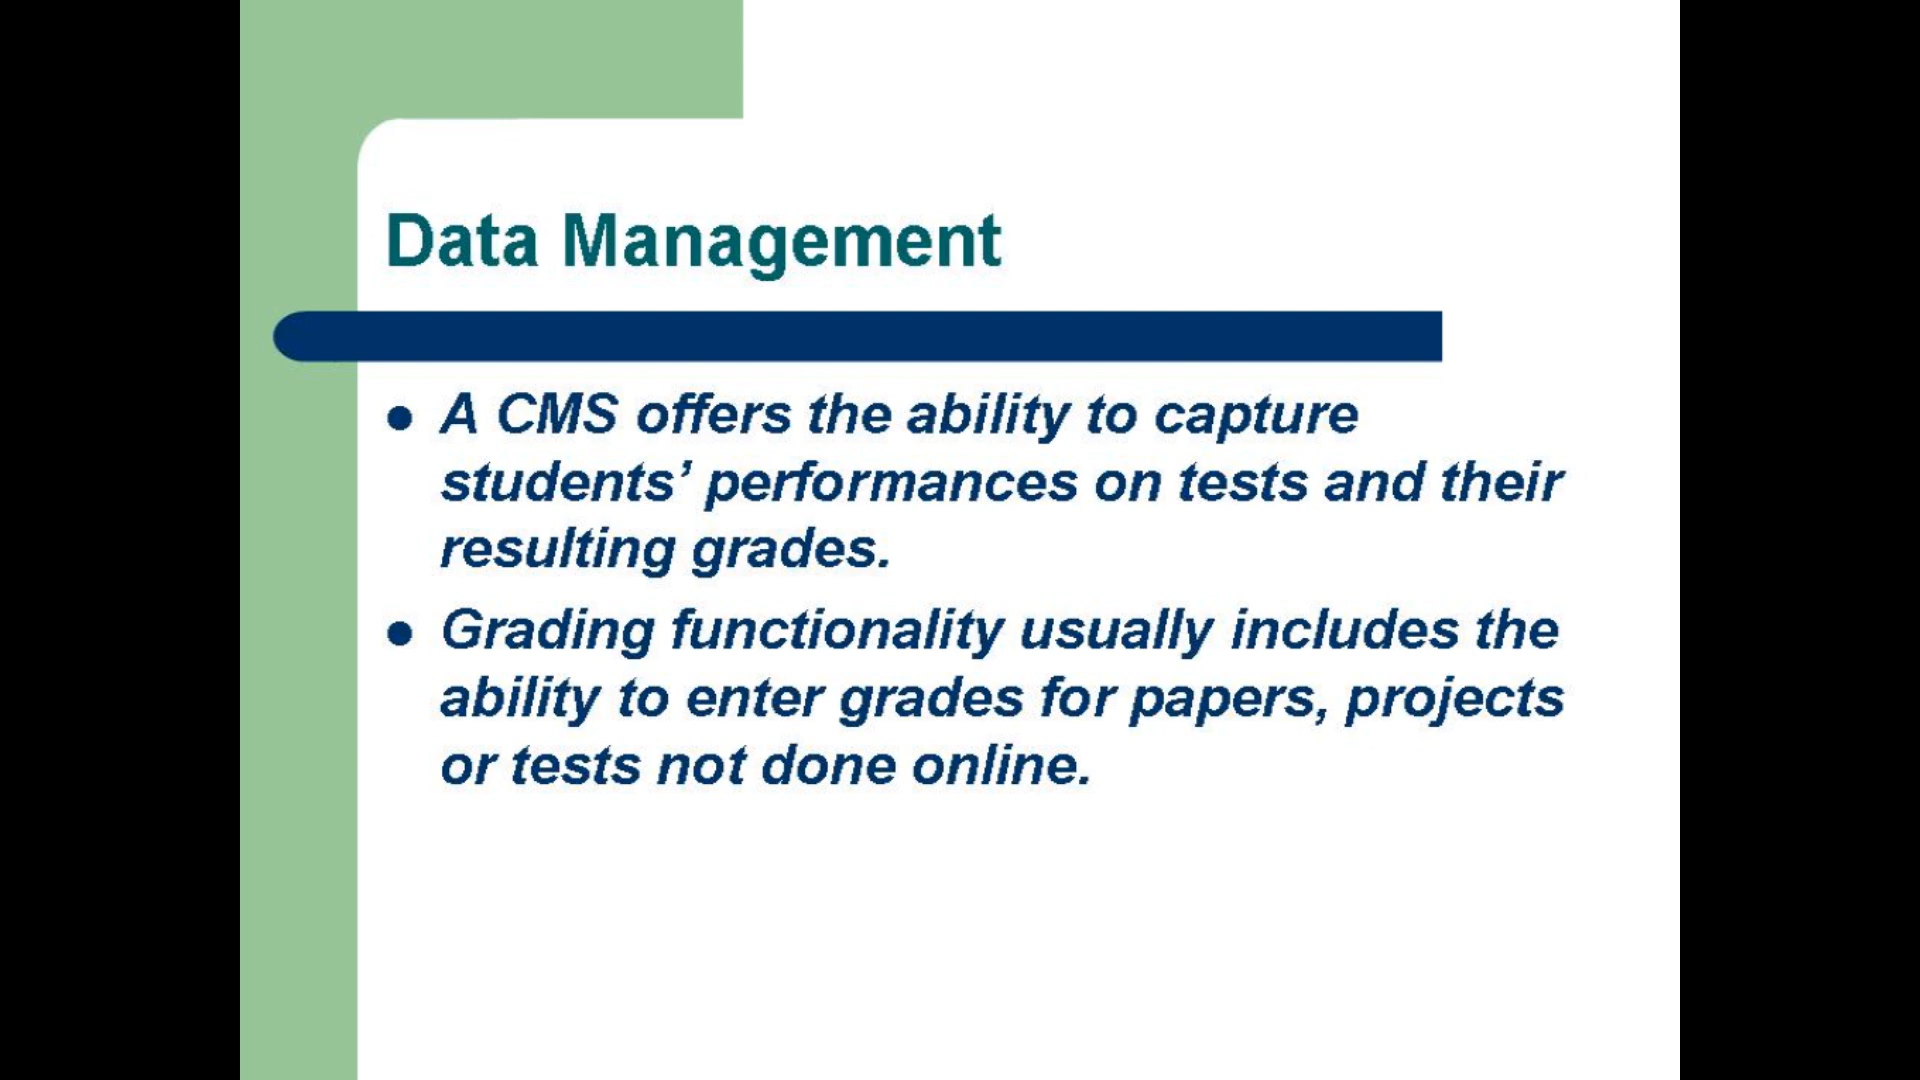 Data Management
● A CMS offers the ability to capture
students’ performances on tests and their
resulting grades.
● Grading functionality usually includes the
ability to enter grades for papers, projects
or tests not done online.